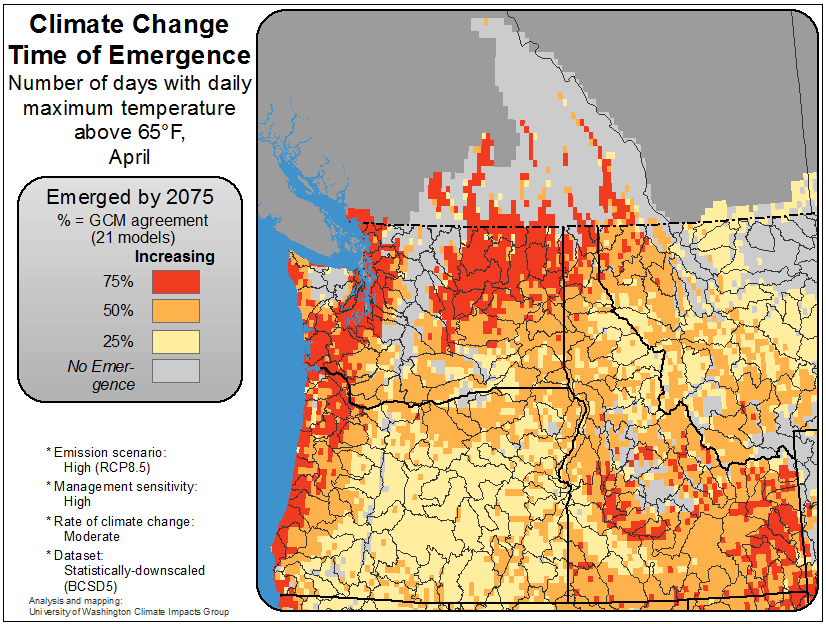 Climate Change
Time of Emergence
Number of days with daily
maximum temperature
above 65°F,
April
Emerged by 2075
% = GCM agreement
(21 models)
Increasing
75%
50%
25%
No Emer-
gence
* Emission scenario:
High (RCP8.5)
* Management sensitivity:
High
* Rate of climate change:
Moderate
* Dataset:
Statistically-downscaled
(BCSD5)
Analysis and mapping:
University of Washington Climate Impacts Group